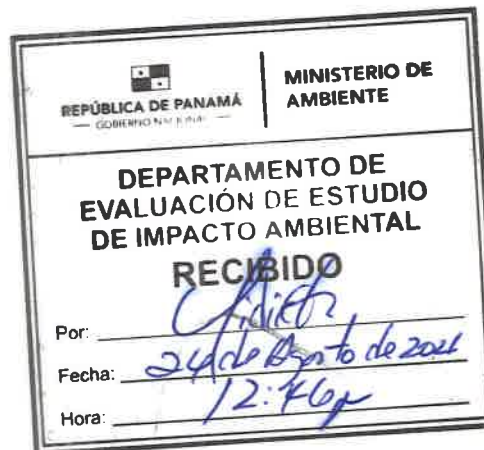 REPÚBLICA DE PANAMÁ
— GOBIERNO NACIONAL —
MINISTERIO DE
AMBIENTE
DEPARTAMENTO DE
EVALUACIÓN DE ESTUDIO
DE IMPACTO AMBIENTAL
RECIBIDO
Por:
Fecha: 24 de Agosto de 2021
Hora: 12:46p